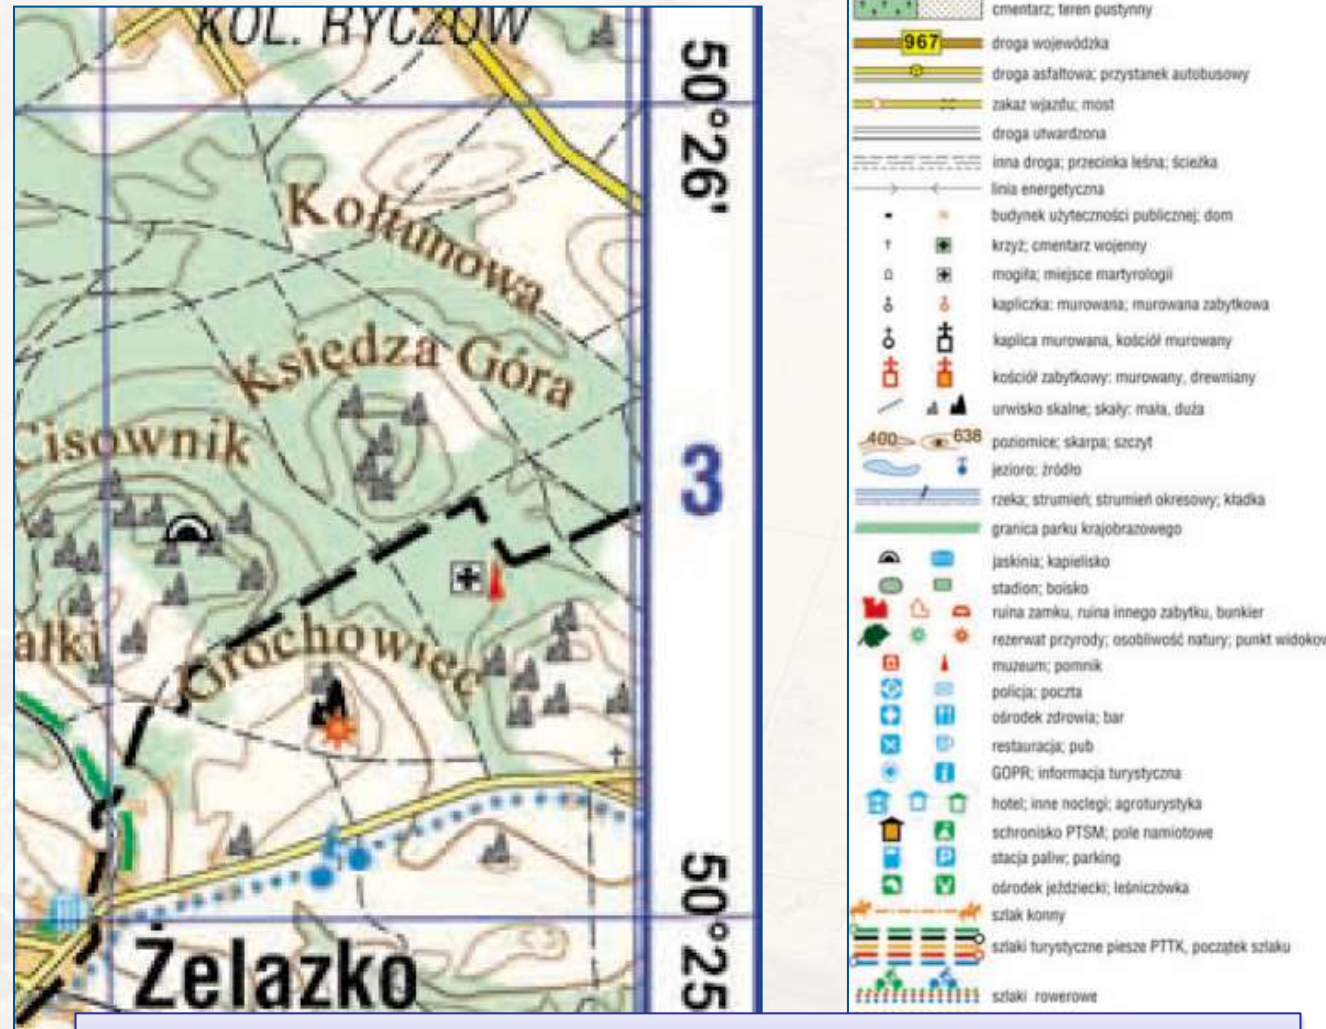 KOL. RYCZÓW
50°26'
Kołtunowa
Księdza Góra
Cisownik
3
Grochowiec
ałki
50°25
Żelazko
cmentarz; teren pustynny
967 droga wojewódzka
droga asfaltowa; przystanek autobusowy
zakaz wjazdu; most
droga utwardzona
inna droga; przecinka leśna; ścieżka
linia energetyczna
budynek użyteczności publicznej; dom
krzyż; cmentarz wojenny
mogiła; miejsce martyrologii
kapliczka: murowana; murowana zabytkowa
kaplica murowana, kościół murowany
kościół zabytkowy: murowany, drewniany
urwisko skalne; skały: mała, duża
400 638 poziomice; skarpa; szczyt
jezioro; źródło
rzeka; strumień; strumień okresowy; kładka
granica parku krajobrazowego
jaskinia; kapielisko
stadion; boisko
ruina zamku, ruina innego zabytku, bunkier
rezerwat przyrody; osobliwość natury; punkt widokow
muzeum; pomnik
policja; poczta
ośrodek zdrowia; bar
restauracja; pub
GOPR; informacja turystyczna
hotel; inne noclegi; agroturystyka
schronisko PTSM; pole namiotowe
stacja paliw; parking
ośrodek jeździecki; leśniczówka
szlak konny
szlaki turystyczne piesze PTTK, początek szlaku
szlaki rowerowe